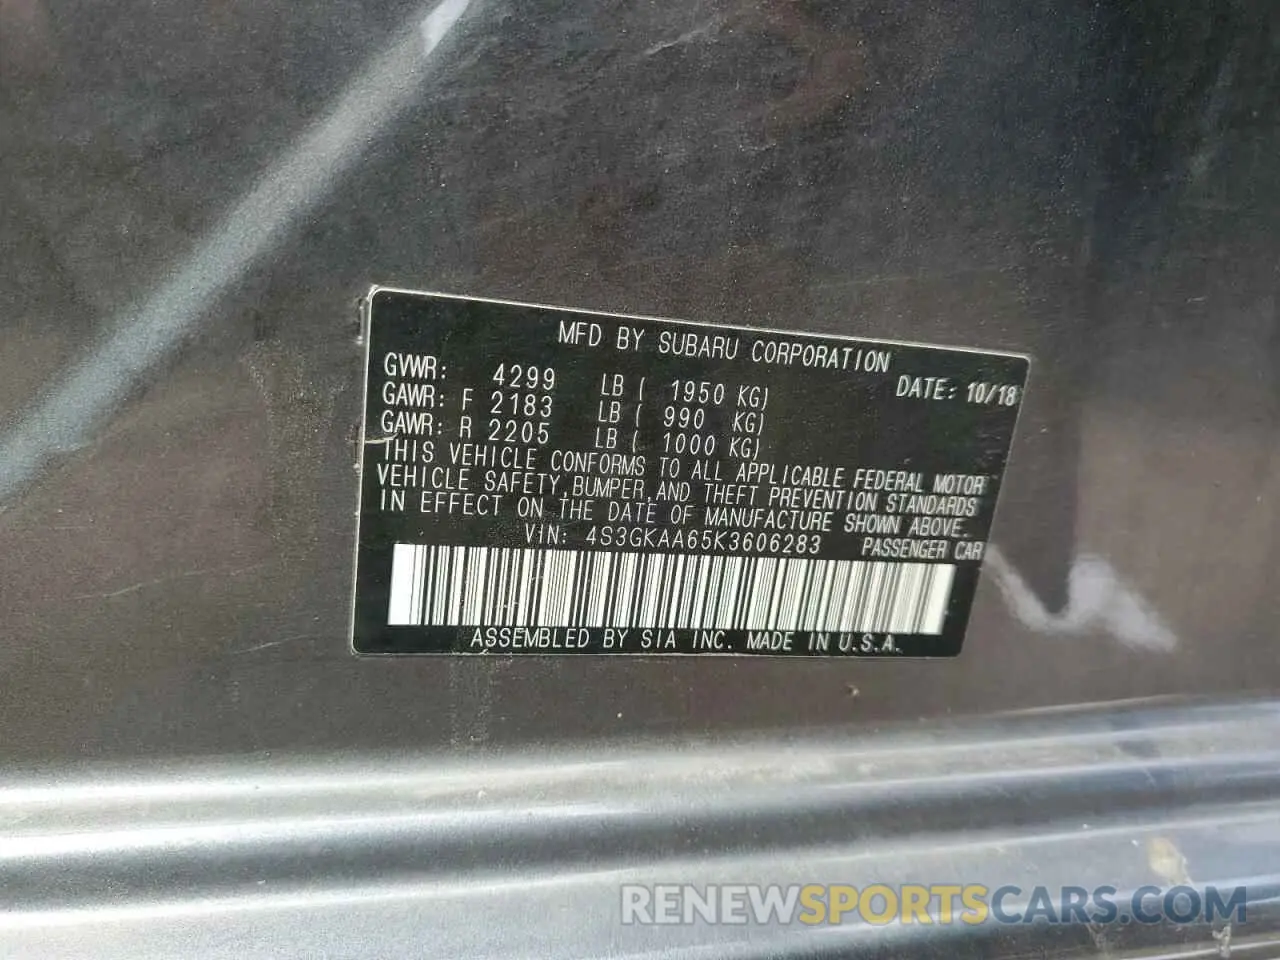 MFD BY SUBARU CORPORATION
GVWR: 4299 LB ( 1950 KG) DATE: 10/18
GAWR: F 2183 LB ( 990 KG)
GAWR: R 2205 LB ( 1000 KG)
THIS VEHICLE CONFORMS TO ALL APPLICABLE FEDERAL MOTOR
VEHICLE SAFETY, BUMPER, AND THEFT PREVENTION STANDARDS
IN EFFECT ON THE DATE OF MANUFACTURE SHOWN ABOVE.
VIN: 4S3GKAA65K3606283 PASSENGER CAR
ASSEMBLED BY SIA INC. MADE IN U.S.A.
RENEWSPORTSCARS.COM